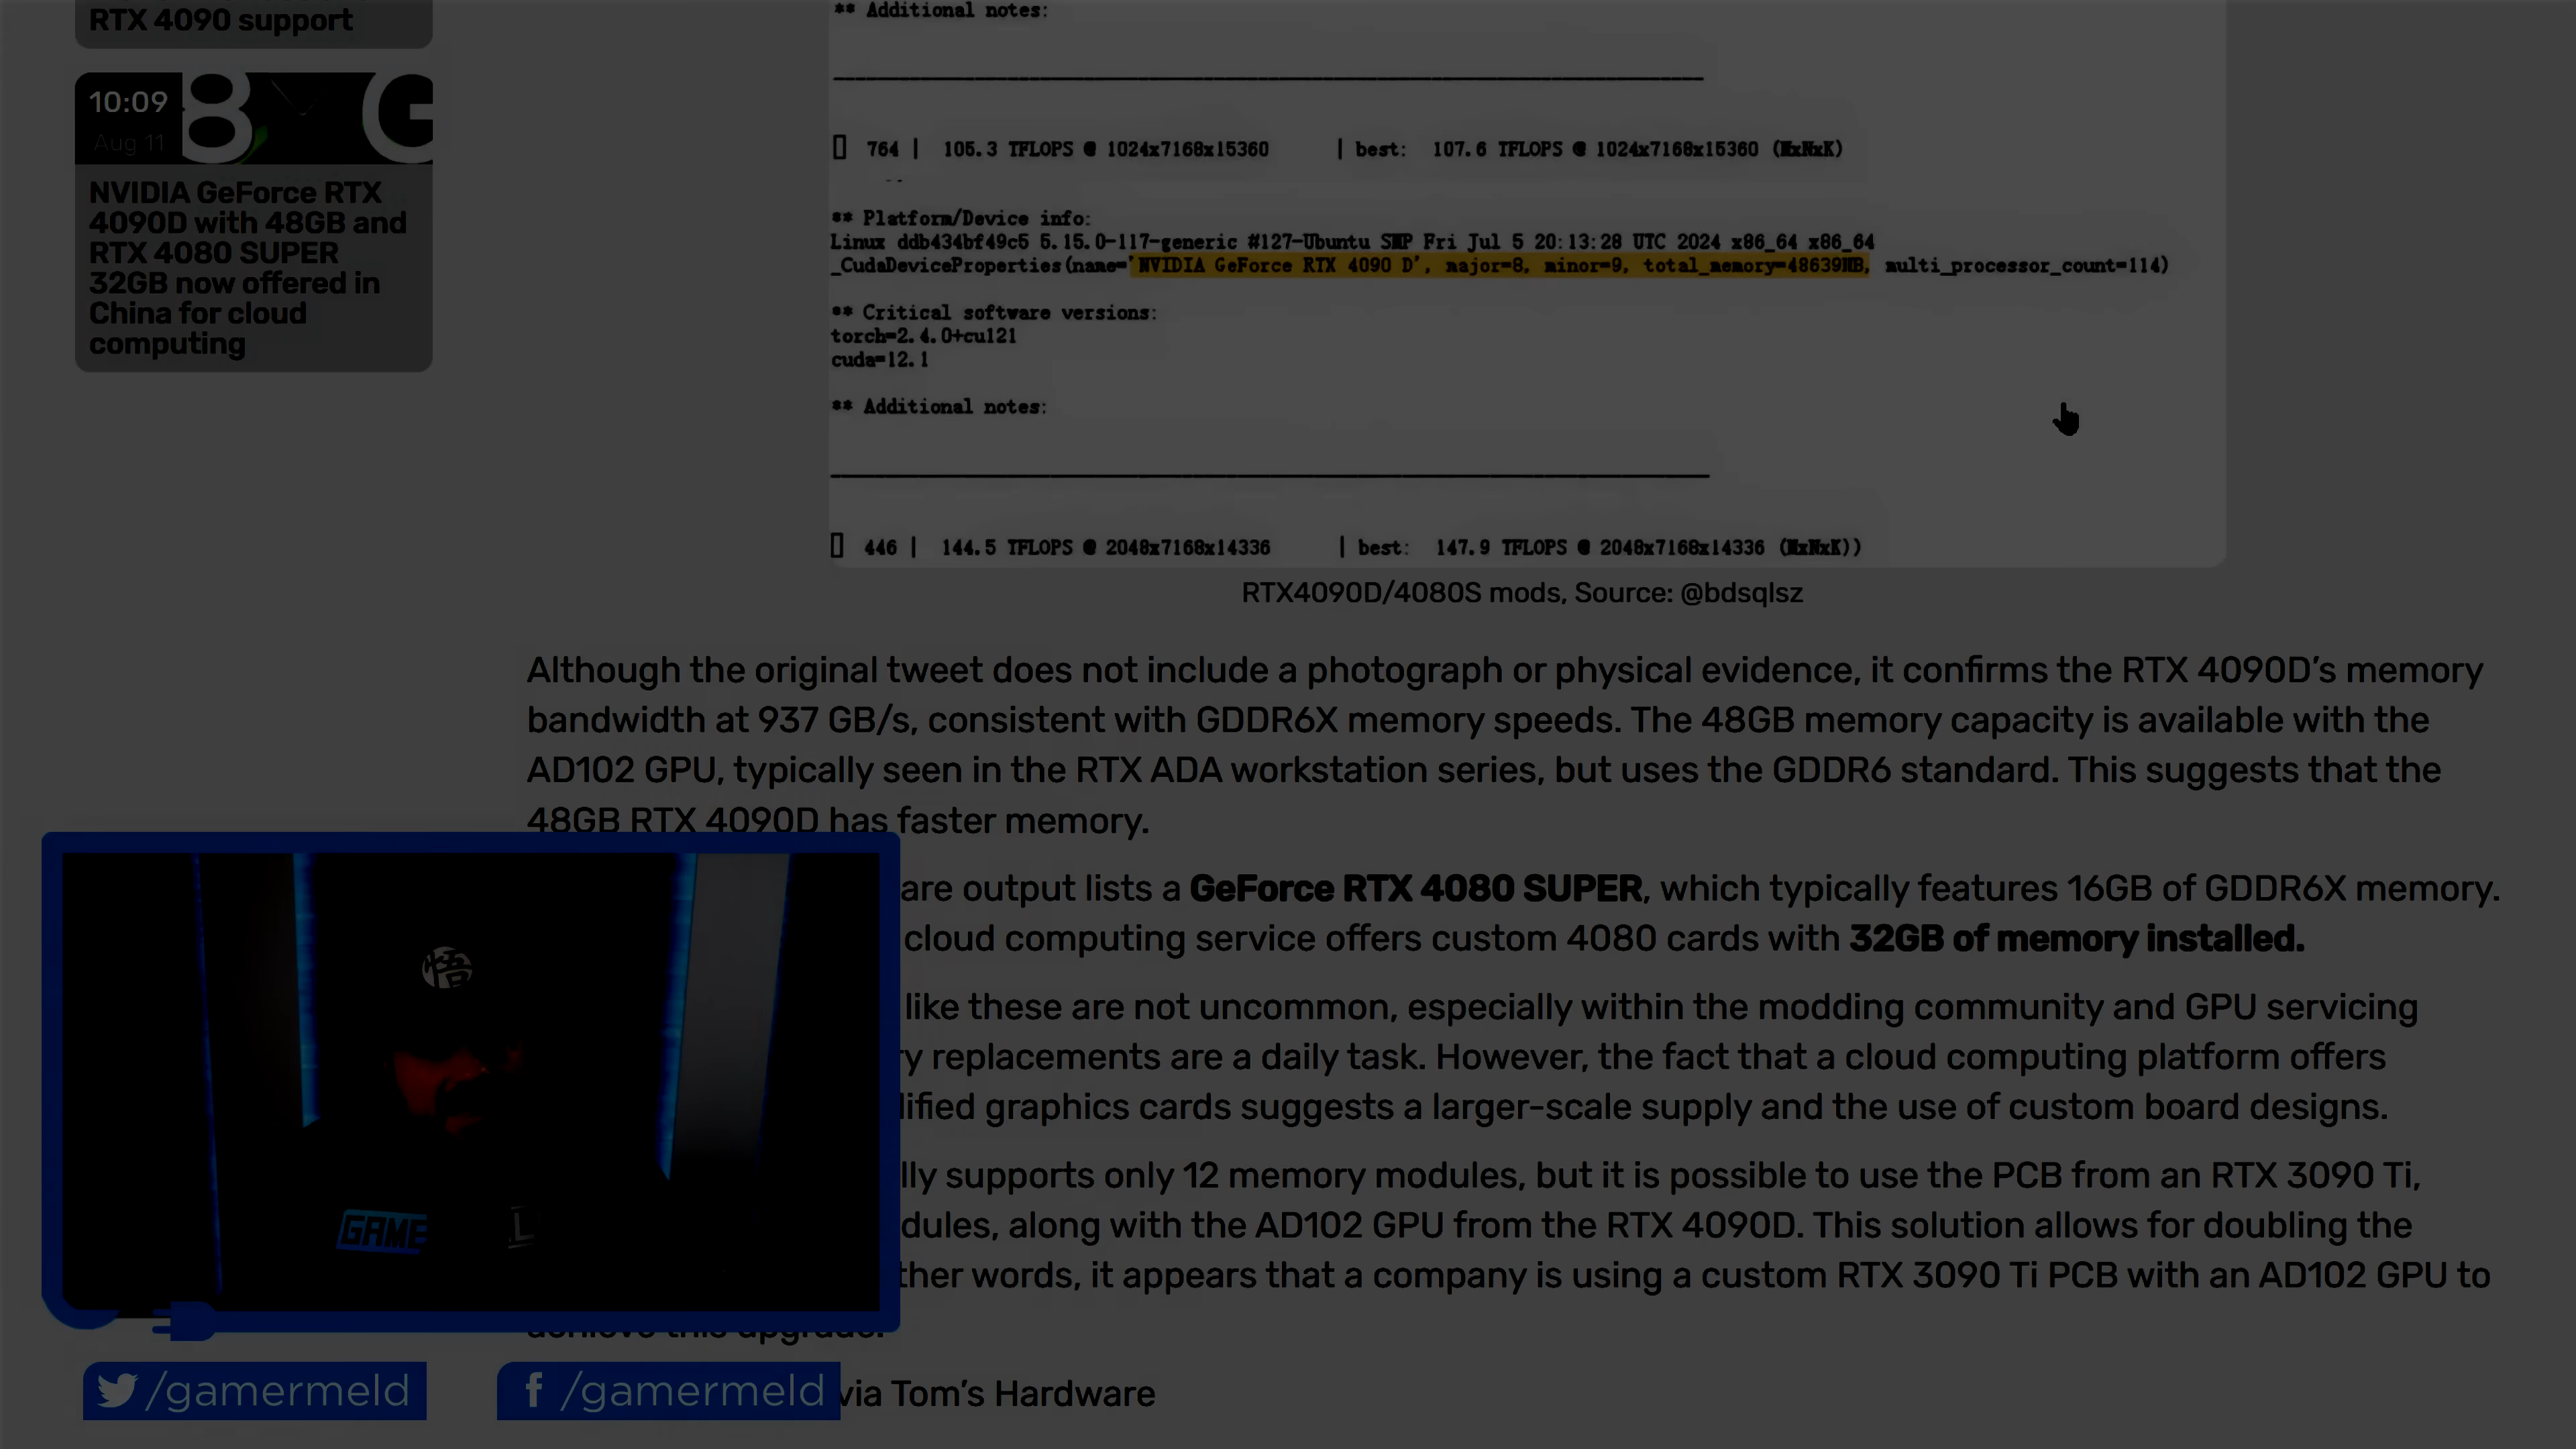 RTX 4090 support
10:09
Aug 11
8 G
NVIDIA GeForce RTX
4090D with 48GB and
RTX 4080 SUPER
32GB now offered in
China for cloud
computing
** Additional notes:
764 | 105.3 TFLOPS @ 1024x7168x15360 | best: 107.6 TFLOPS @ 1024x7168x15360 (MxNxK)
** Platform/Device info:
Linux ddb434bf49c5 5.15.0-117-generic #127-Ubuntu SMP Fri Jul 5 20:13:28 UTC 2024 x86_64 x86_64
_CudaDeviceProperties(name='NVIDIA GeForce RTX 4090 D', major=8, minor=9, total_memory=48639MB, multi_processor_count=114)
** Critical software versions:
torch=2.4.0+cu121
cuda=12.1
** Additional notes:
446 | 144.5 TFLOPS @ 2048x7168x14336 | best: 147.9 TFLOPS @ 2048x7168x14336 (MxNxK))
RTX4090D/4080S mods, Source: @bdsqlsz
Although the original tweet does not include a photograph or physical evidence, it confirms the RTX 4090D's memory
bandwidth at 937 GB/s, consistent with GDDR6X memory speeds. The 48GB memory capacity is available with the
AD102 GPU, typically seen in the RTX ADA workstation series, but uses the GDDR6 standard. This suggests that the
48GB RTX 4090D has faster memory.
are output lists a GeForce RTX 4080 SUPER, which typically features 16GB of GDDR6X memory.
cloud computing service offers custom 4080 cards with 32GB of memory installed.
like these are not uncommon, especially within the modding community and GPU servicing
y replacements are a daily task. However, the fact that a cloud computing platform offers
ified graphics cards suggests a larger-scale supply and the use of custom board designs.
lly supports only 12 memory modules, but it is possible to use the PCB from an RTX 3090 Ti,
dules, along with the AD102 GPU from the RTX 4090D. This solution allows for doubling the
ther words, it appears that a company is using a custom RTX 3090 Ti PCB with an AD102 GPU to
achieve this upgrade.
悟
GAME L
/gamermeld
f /gamermeld
via Tom's Hardware